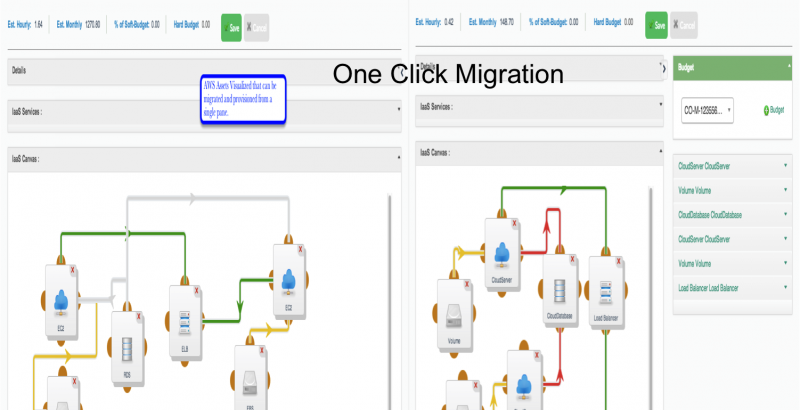 Est. Hourly: 1.64 Est. Monthly 1270.80 % of Soft-Budget: 0.00 Hard Budget 0.00 Save Cancel
Details
AWS Assets Visualized that can be
migrated and provisioned from a
single pane.
IaaS Services :
IaaS Canvas :
X
EC2
X
RDS
X
ELB
X
EC2
X
EBS
X
X
One Click Migration
Est. Hourly: 0.42 Est. Monthly 148.70 % of Soft-Budget: 0.00 Hard Budget 0.00 Save Cancel
Details
IaaS Services :
IaaS Canvas :
X
CloudServer
X
Volume
X
CloudDatabase
X
Load Balancer
X
X
Budget
CO-M-123556... Budget
CloudServer CloudServer
Volume Volume
CloudDatabase CloudDatabase
CloudServer CloudServer
Volume Volume
Load Balancer Load Balancer